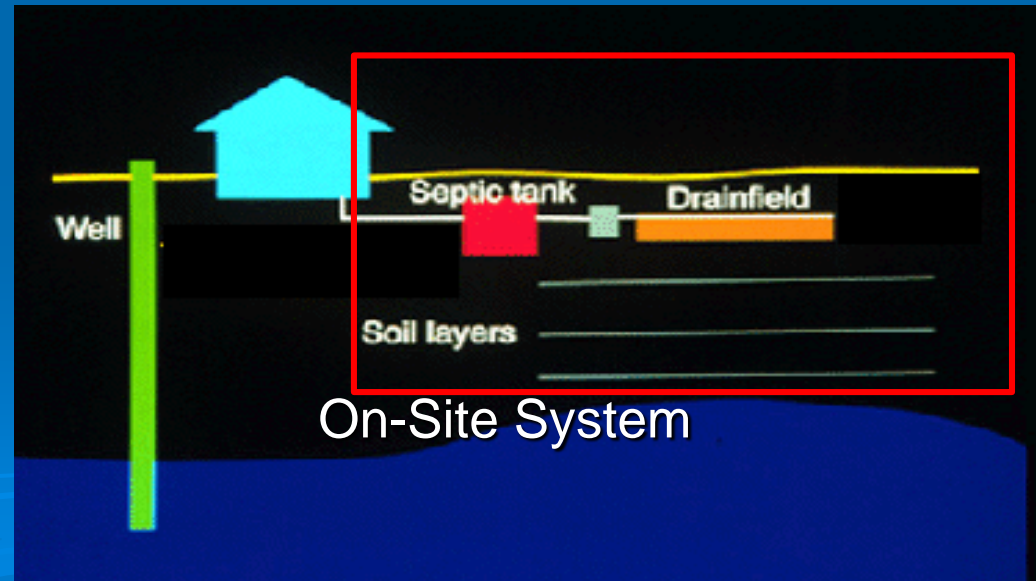 Septic tank
Drainfield
Well
Soil layers
On-Site System